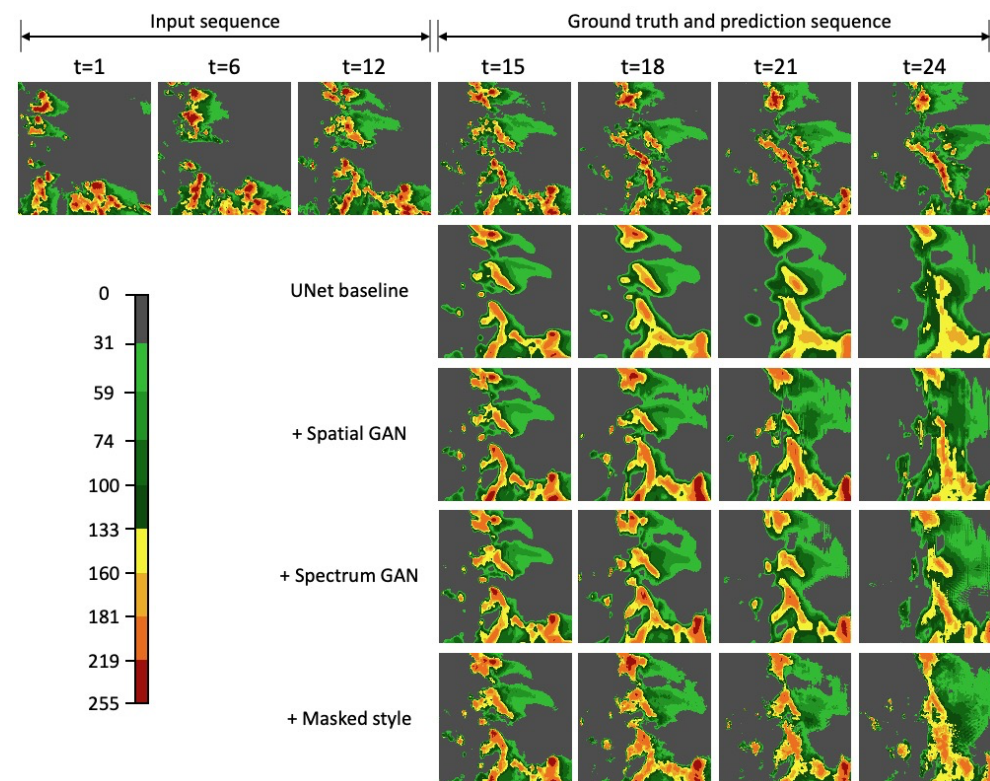 Input sequence
Ground truth and prediction sequence
t=1
t=6
t=12
t=15
t=18
t=21
t=24
UNet baseline
+ Spatial GAN
+ Spectrum GAN
+ Masked style
0
31
59
74
100
133
160
181
219
255